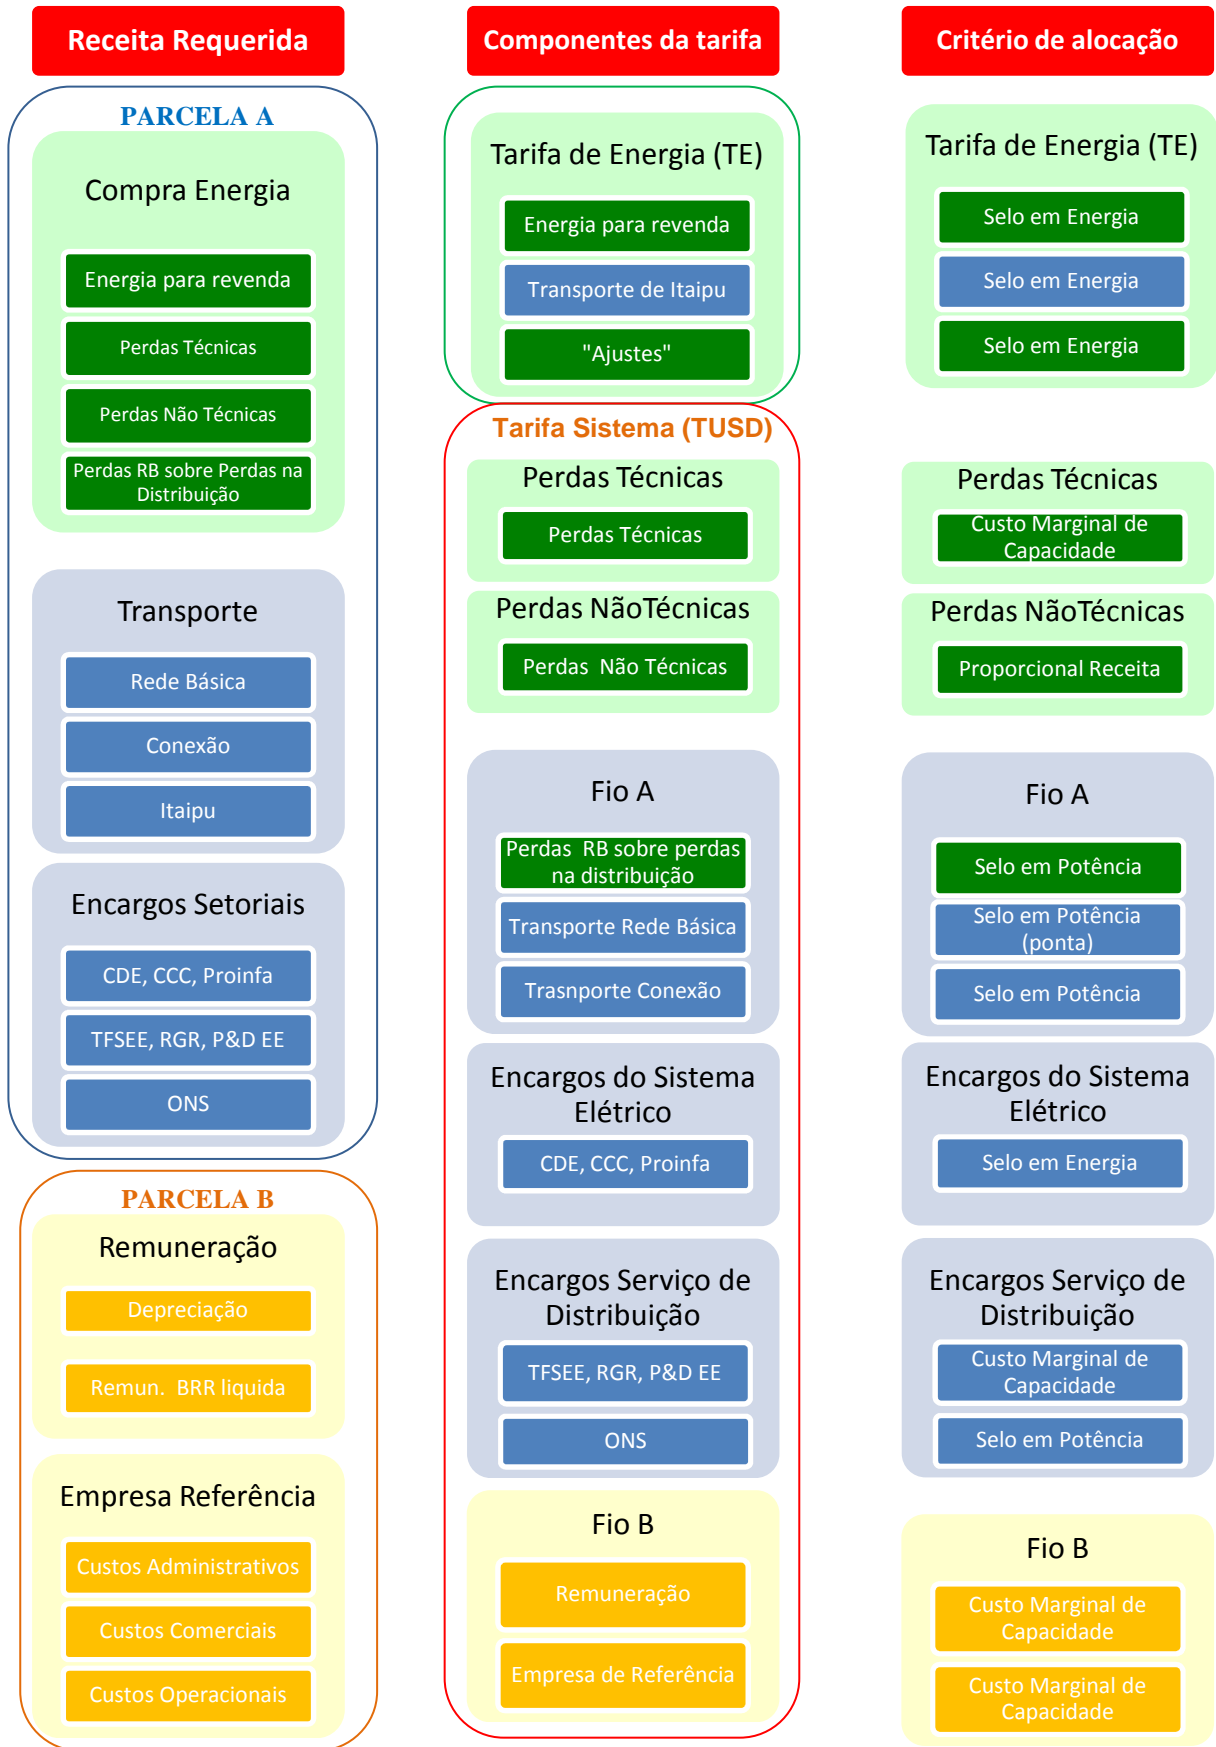 Receita Requerida
PARCELA A
Compra Energia
Energia para revenda
Perdas Técnicas
Perdas Não Técnicas
Perdas RB sobre Perdas na
Distribuição
Transporte
Rede Básica
Conexão
Itaipu
Encargos Setoriais
CDE, CCC, Proinfa
TFSEE, RGR, P&D EE
ONS
PARCELA B
Remuneração
Depreciação
Remun. BRR liquida
Empresa Referência
Custos Administrativos
Custos Comerciais
Custos Operacionais
Componentes da tarifa
Tarifa de Energia (TE)
Energia para revenda
Transporte de Itaipu
"Ajustes"
Tarifa Sistema (TUSD)
Perdas Técnicas
Perdas Técnicas
Perdas NãoTécnicas
Perdas Não Técnicas
Fio A
Perdas RB sobre perdas
na distribuição
Transporte Rede Básica
Trasnporte Conexão
Encargos do Sistema
Elétrico
CDE, CCC, Proinfa
Encargos Serviço de
Distribuição
TFSEE, RGR, P&D EE
ONS
Fio B
Remuneração
Empresa de Referência
Critério de alocação
Tarifa de Energia (TE)
Selo em Energia
Selo em Energia
Selo em Energia
Perdas Técnicas
Custo Marginal de
Capacidade
Perdas NãoTécnicas
Proporcional Receita
Fio A
Selo em Potência
Selo em Potência
(ponta)
Selo em Potência
Encargos do Sistema
Elétrico
Selo em Energia
Encargos Serviço de
Distribuição
Custo Marginal de
Capacidade
Selo em Potência
Fio B
Custo Marginal de
Capacidade
Custo Marginal de
Capacidade